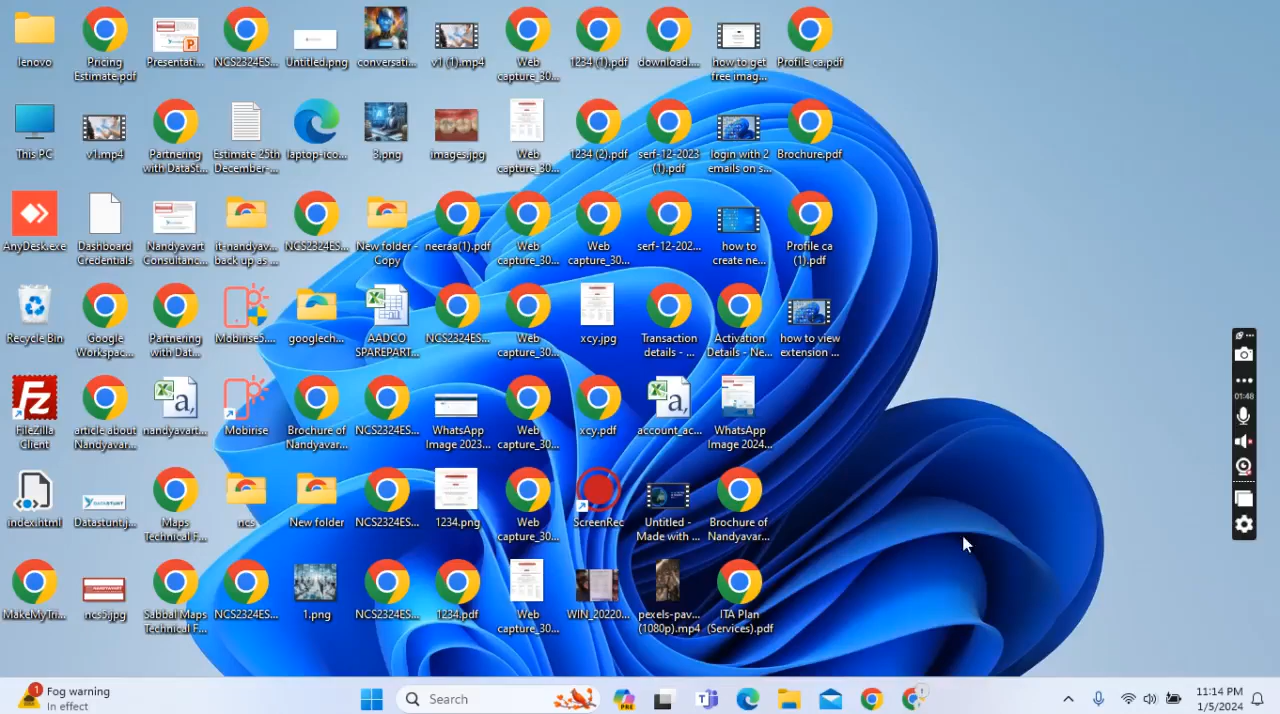 lenovo
Pricing
Estimate.pdf
Presentati...
NCS2324ES...
Untitled.png
conversati...
v1 (1).mp4
Web
capture_30...
1234 (1).pdf
download....
how to get
free imag...
Profile ca.pdf
This PC
v1.mp4
Partnering
with DataSt...
Estimate 25th
December-...
laptop-ico...
3.png
images.jpg
Web
capture_30...
1234 (2).pdf
serf-12-2023
(1).pdf
login with 2
emails on s...
Brochure.pdf
AnyDesk.exe
Dashboard
Credentials
Nandyavart
Consultanc...
it-nandyav...
back up as ...
NCS2324ES...
New folder -
Copy
neeraa(1).pdf
Web
capture_30...
Web
capture_30...
serf-12-202...
how to
create ne...
Profile ca
(1).pdf
Recycle Bin
Google
Workspac...
Partnering
with Dat...
Mobirise5....
googlech...
AADCO
SPAREPART...
NCS2324ES...
Web
capture_30...
xcy.jpg
Transaction
details - ...
Activation
Details - Ne...
how to view
extension ...
FileZilla
Client
article about
Nandyavar...
nandyavart...
Mobirise
Brochure of
Nandyavar...
NCS2324ES...
WhatsApp
Image 2023...
Web
capture_30...
xcy.pdf
account_ac...
WhatsApp
Image 2024...
01:48
index.html
Datastuntij...
Maps
Technical F...
ncs
New folder
NCS2324ES...
1234.png
Web
capture_30...
ScreenRec
Untitled -
Made with ...
Brochure of
Nandyavar...
MakeMyTri...
ncs5.jpg
Sabbal Maps
Technical F...
NCS2324ES...
1.png
NCS2324ES...
1234.pdf
Web
capture_30...
WIN_20220...
pexels-pav...
(1080p).mp4
ITA Plan
(Services).pdf
1
Fog warning
In effect
Search
PRE
1
11:14 PM
1/5/2024